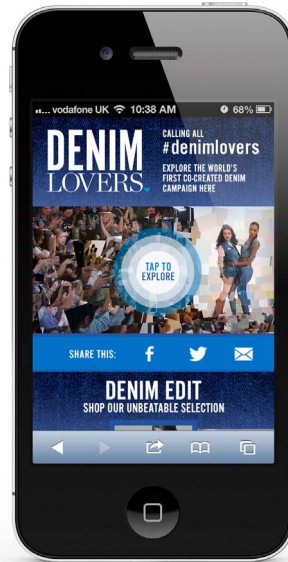 vodafone UK 10:38 AM 68%
DENIM
LOVERS.
CALLING ALL
#denimlovers
EXPLORE THE WORLD'S
FIRST CO-CREATED DENIM
CAMPAIGN HERE
TAP TO
EXPLORE
SHARE THIS:
DENIM EDIT
SHOP OUR UNBEATABLE SELECTION